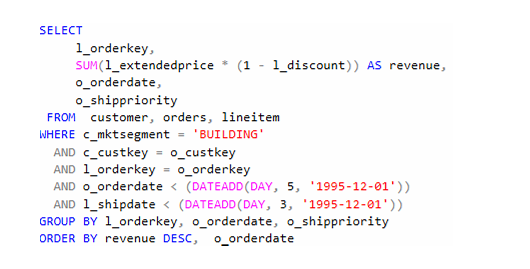 SELECT
l_orderkey,
SUM(l_extendedprice * (1 - l_discount)) AS revenue,
o_orderdate,
o_shippriority
FROM customer, orders, lineitem
WHERE c_mktsegment = 'BUILDING'
AND c_custkey = o_custkey
AND l_orderkey = o_orderkey
AND o_orderdate < (DATEADD(DAY, 5, '1995-12-01'))
AND l_shipdate < (DATEADD(DAY, 3, '1995-12-01'))
GROUP BY l_orderkey, o_orderdate, o_shippriority
ORDER BY revenue DESC, o_orderdate